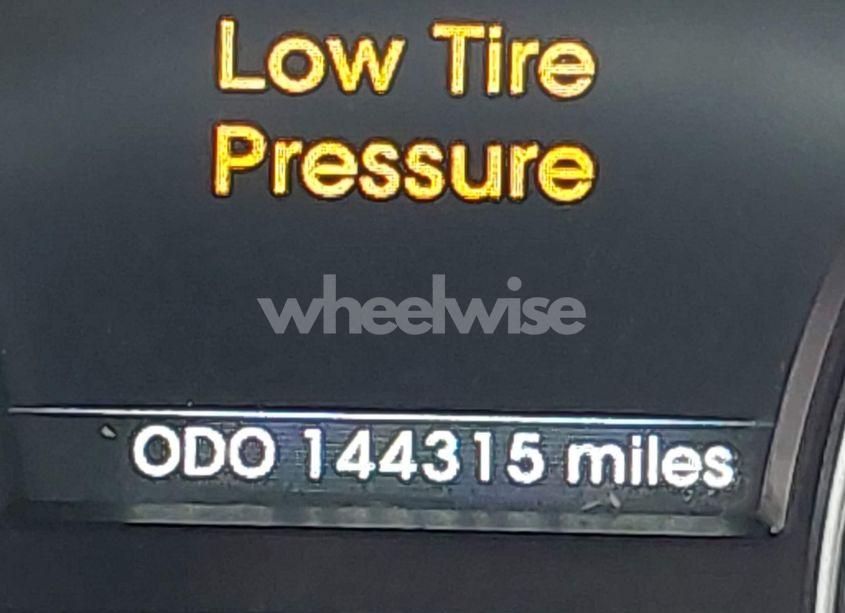 Low Tire
Pressure
wheelwise
ODO 144315 miles